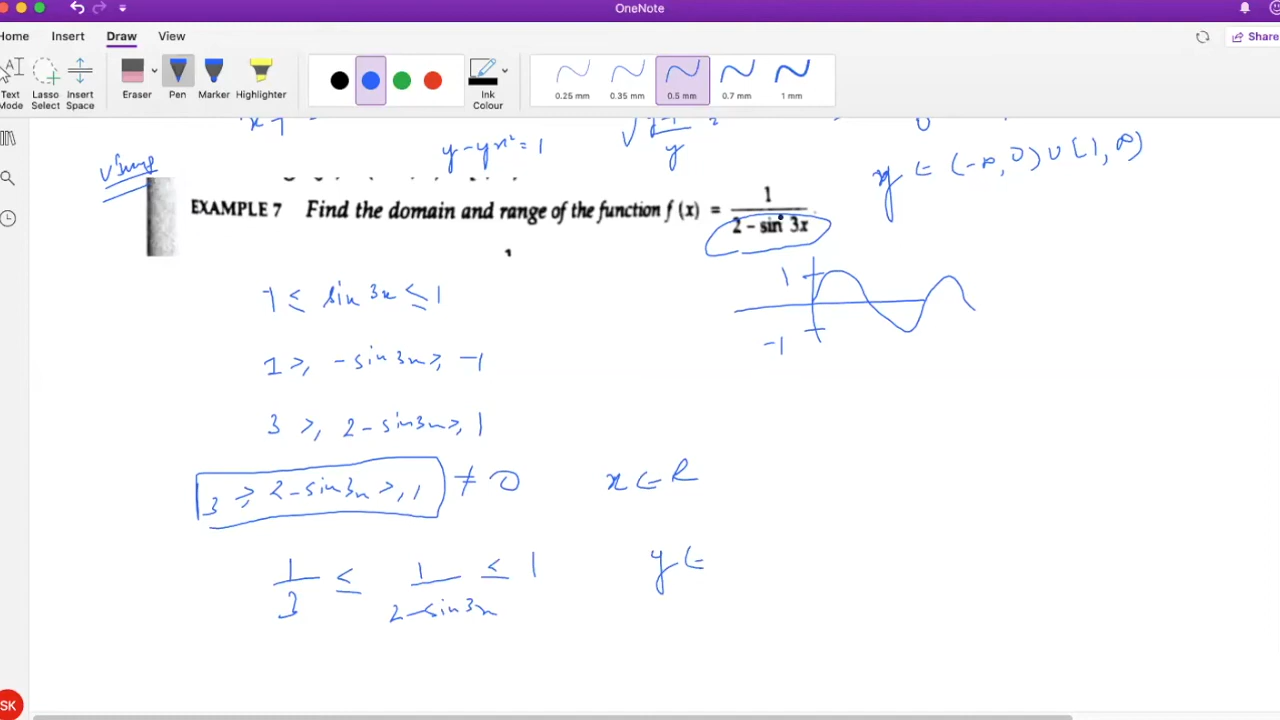 OneNote
Home Insert Draw View Share
Text Mode Lasso Select Insert Space Eraser Pen Marker Highlighter Ink Colour 0.25 mm 0.35 mm 0.5 mm 0.7 mm 1 mm
y - yx² = 1
y ∈ (-∞, 0) ∪ [1, ∞)
EXAMPLE 7 Find the domain and range of the function f (x) = 1 / (2 – sin 3x)
1
-1
-1 ≤ sin 3x ≤ 1
1 ≥, -sin 3x ≥, -1
3 ≥, 2 - sin 3x ≥, 1
3 ≥ 2 - sin 3x ≥, 1 ≠ 0 x ∈ R
1/3 ≤ 1/(2 - sin 3x) ≤ 1 y ∈
SK